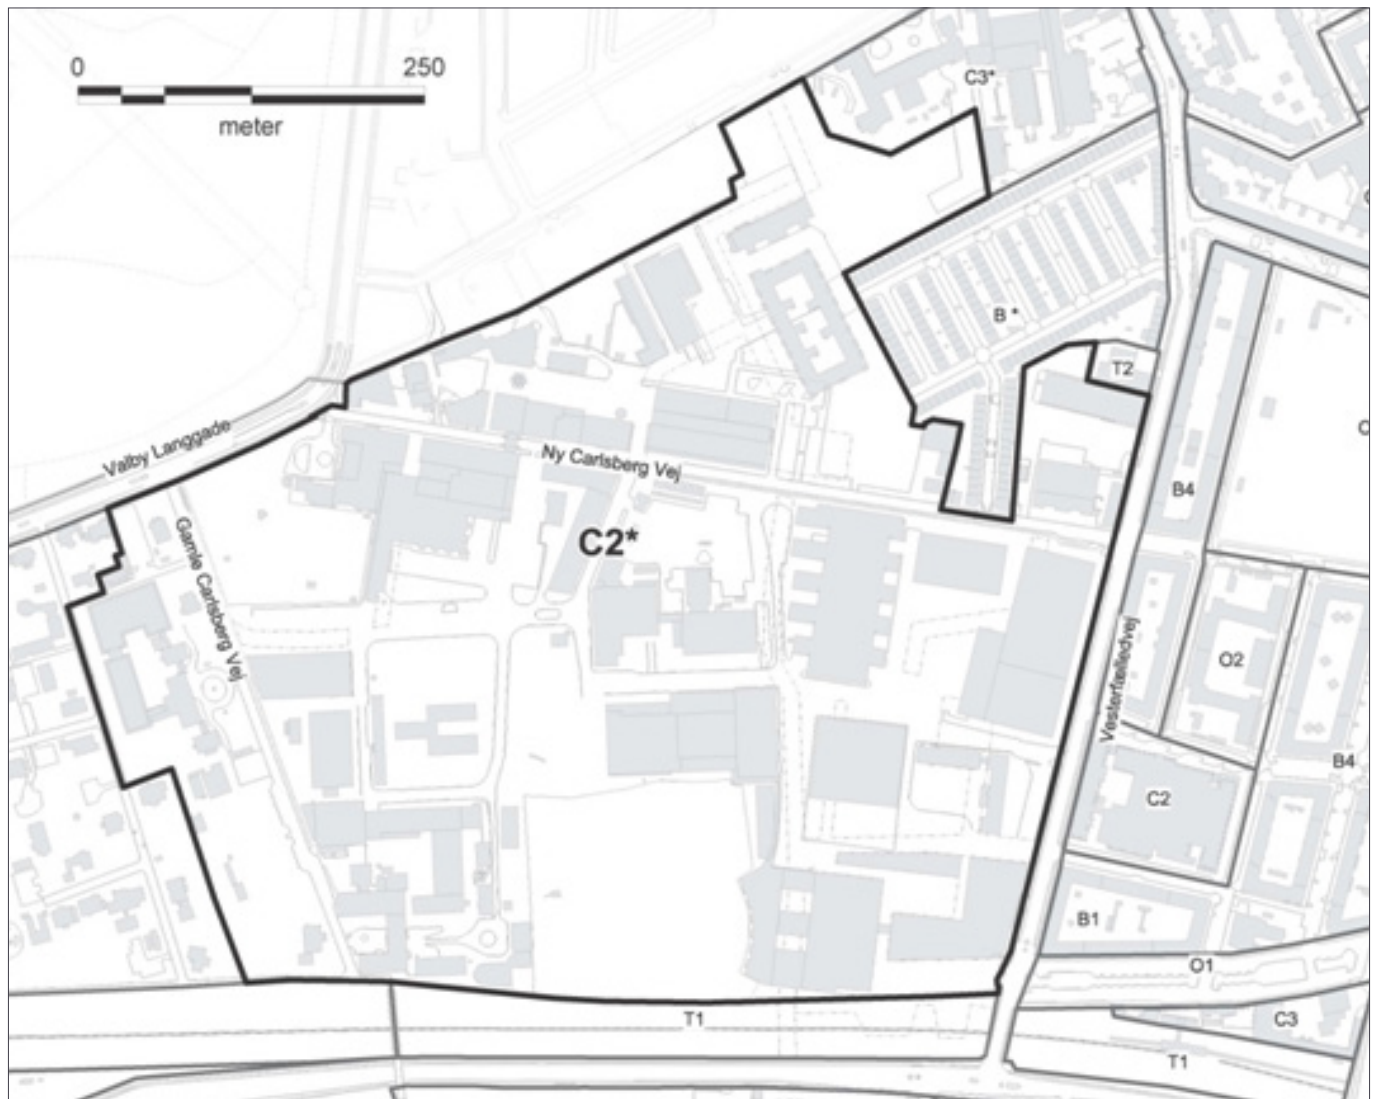 0 250
meter
C3*
B *
T2
Valby Langgade
Ny Carlsberg Vej
B4
C2*
Gamle Carlsberg Vej
Vesterfælledvej
O2
B4
C2
B1
O1
T1
C3
T1